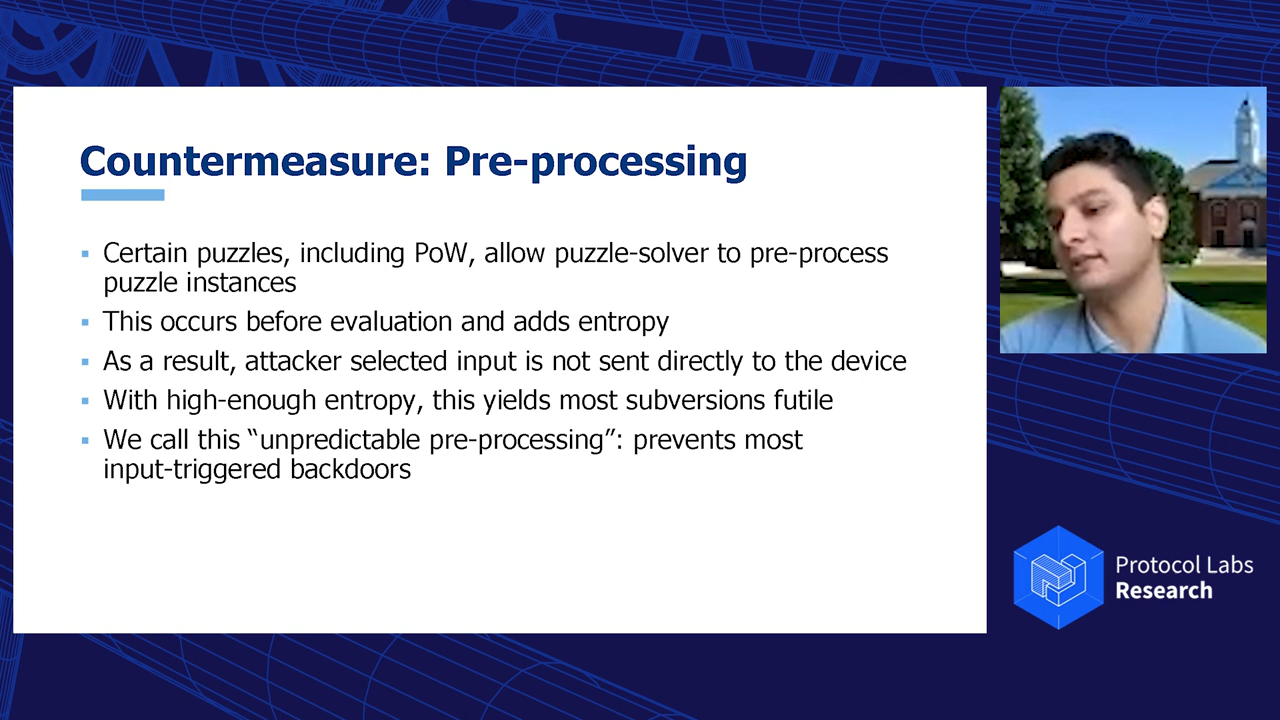 Countermeasure: Pre-processing
▪ Certain puzzles, including PoW, allow puzzle-solver to pre-process
puzzle instances
▪ This occurs before evaluation and adds entropy
▪ As a result, attacker selected input is not sent directly to the device
▪ With high-enough entropy, this yields most subversions futile
▪ We call this “unpredictable pre-processing”: prevents most
input-triggered backdoors
Protocol Labs
Research